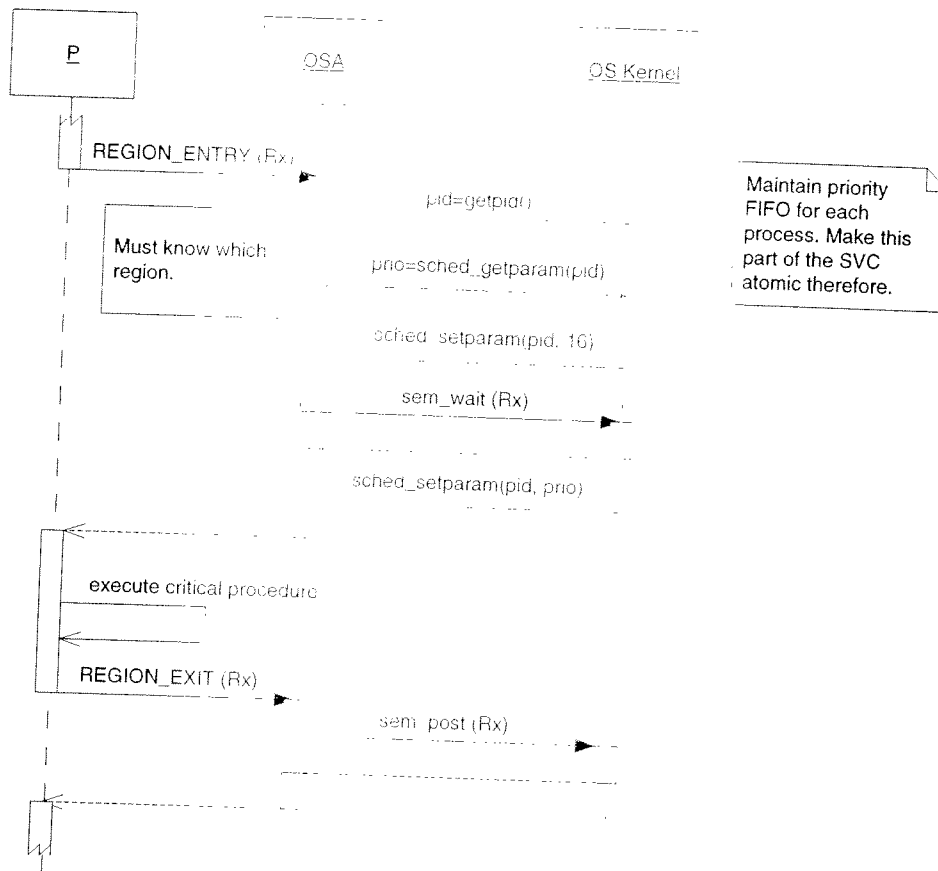 P
OSA
OS Kernel
REGION_ENTRY (Rx)
pid=getpid()
Maintain priority
FIFO for each
process. Make this
part of the SVC
atomic therefore.
Must know which
region.
prio=sched_getparam(pid)
sched_setparam(pid, 16)
sem_wait (Rx)
sched_setparam(pid, prio)
execute critical procedure
REGION_EXIT (Rx)
sem_post (Rx)